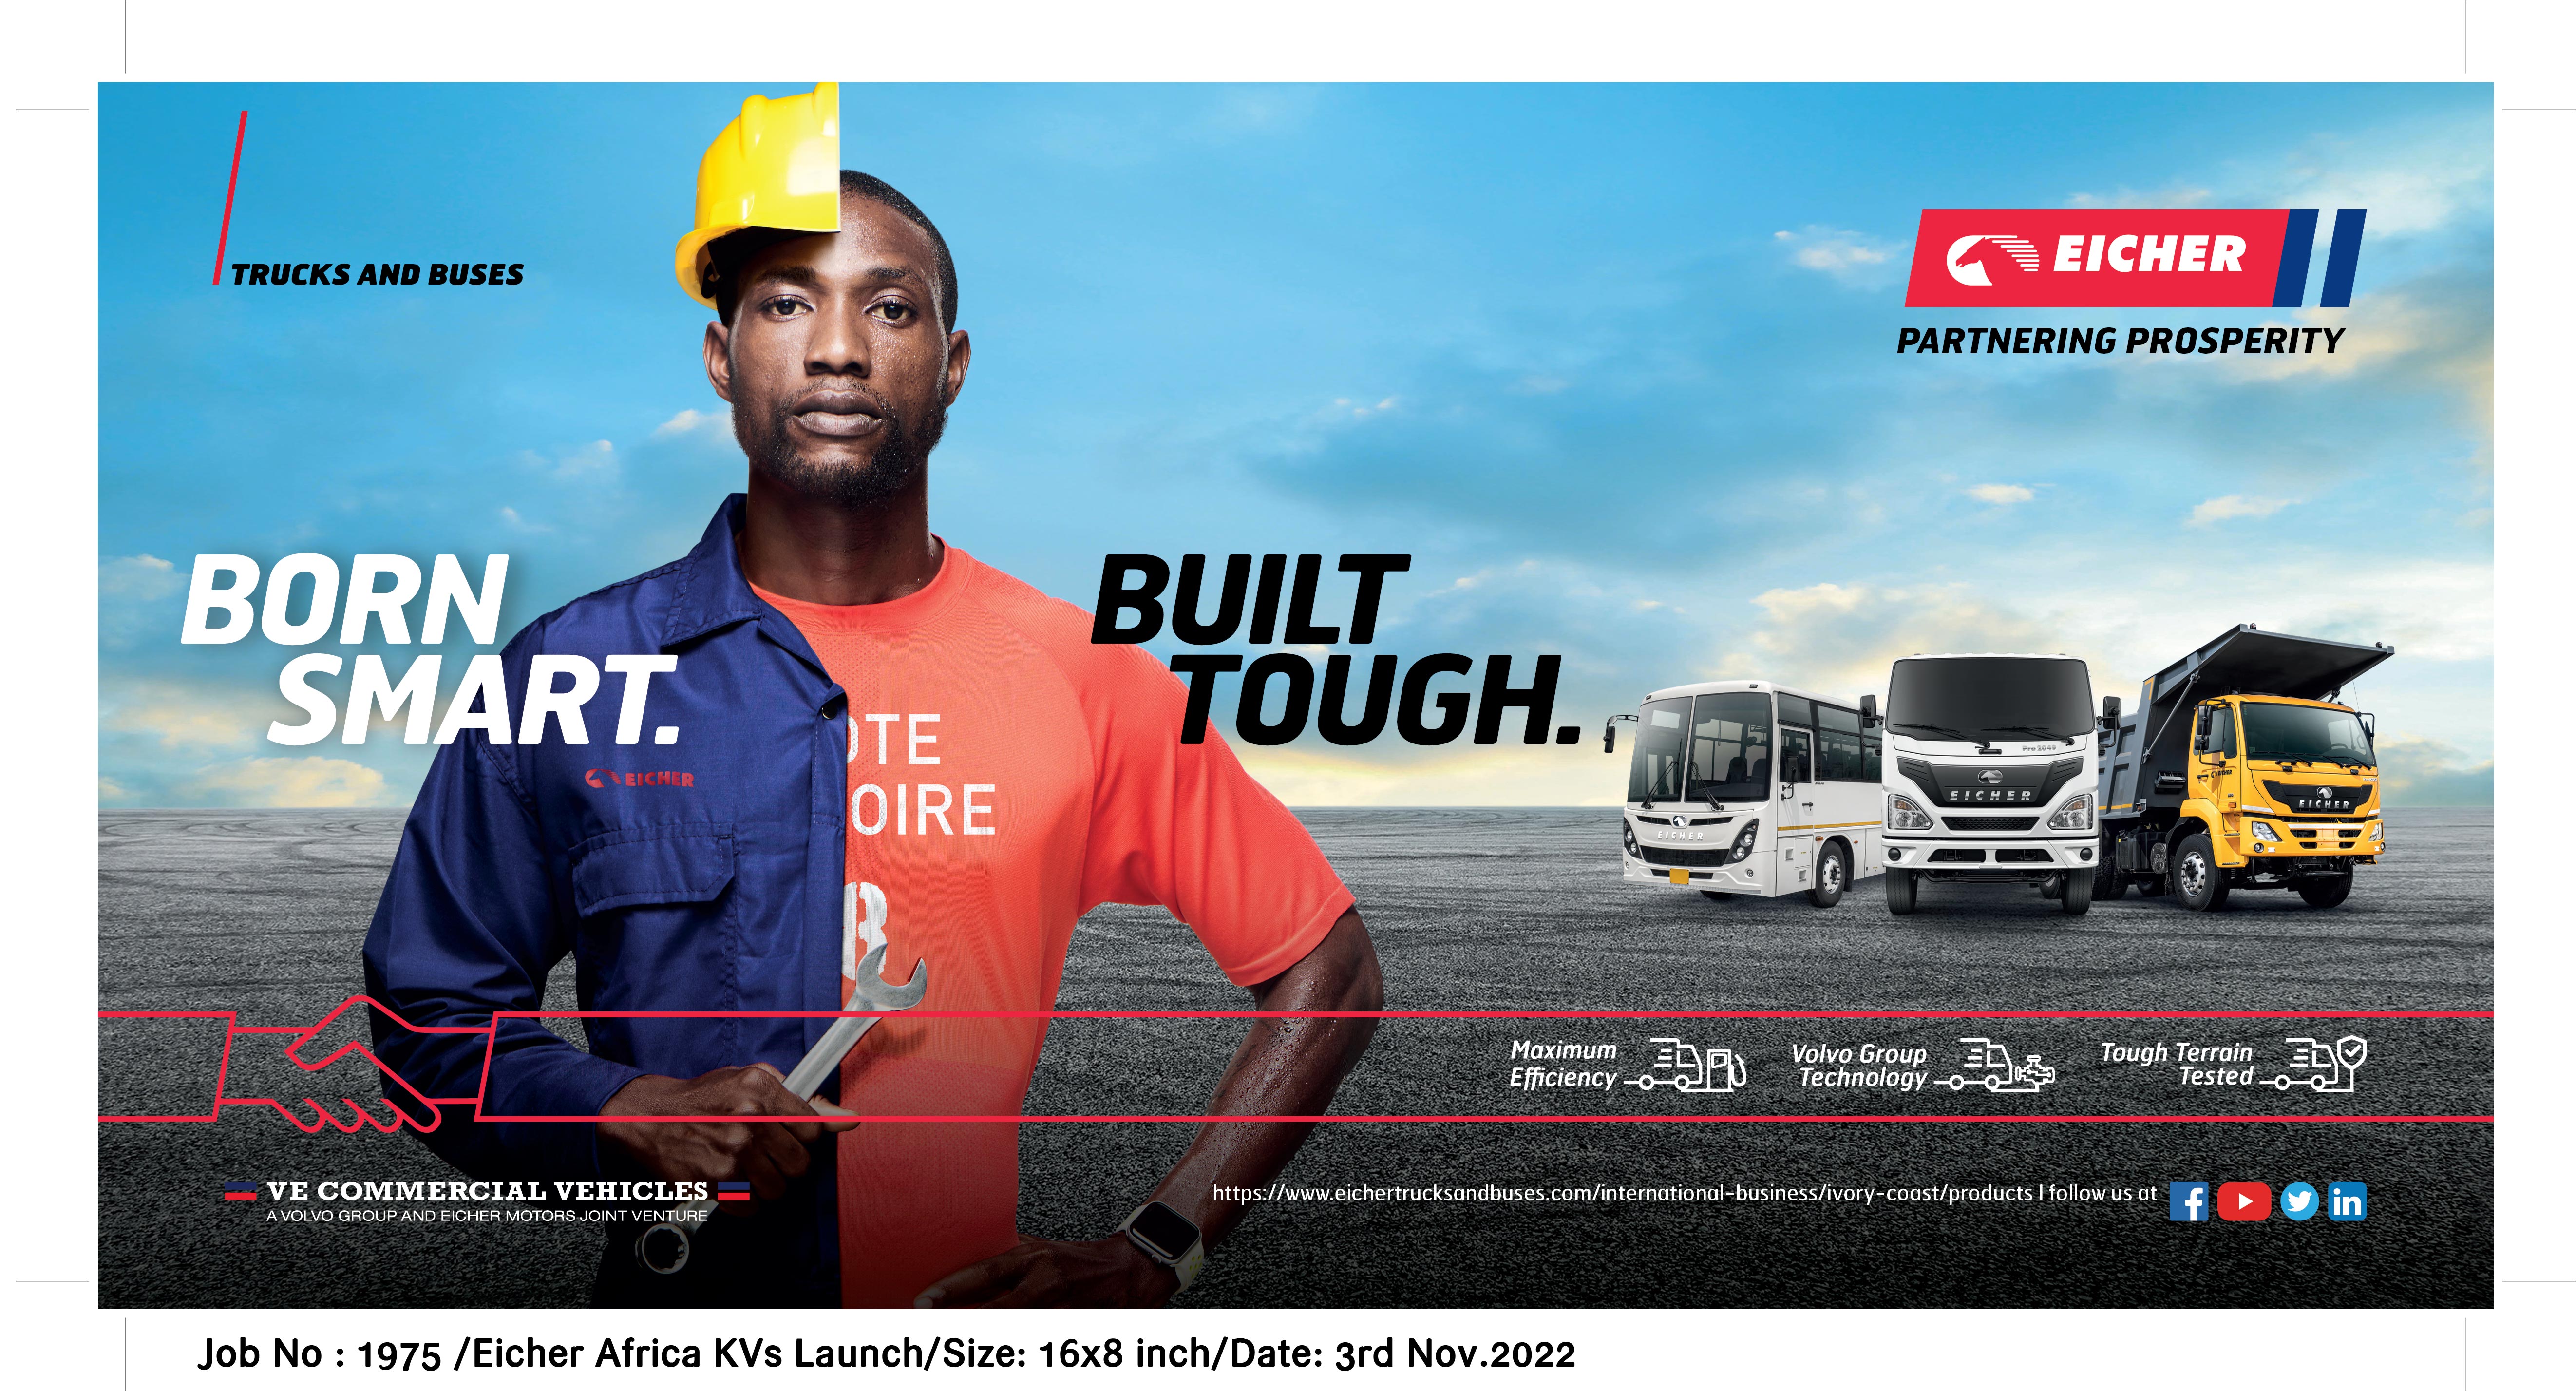 TRUCKS AND BUSES
EICHER
PARTNERING PROSPERITY
BORN
SMART.
BUILT
TOUGH.
EICHER
OTE
OIRE
EICHER
Pro 2049
EICHER
EICHER
Maximum
Efficiency
Volvo Group
Technology
Tough Terrain
Tested
VE COMMERCIAL VEHICLES
A VOLVO GROUP AND EICHER MOTORS JOINT VENTURE
https://www.eichertrucksandbuses.com/international-business/ivory-coast/products I follow us at
Job No : 1975 /Eicher Africa KVs Launch/Size: 16x8 inch/Date: 3rd Nov.2022